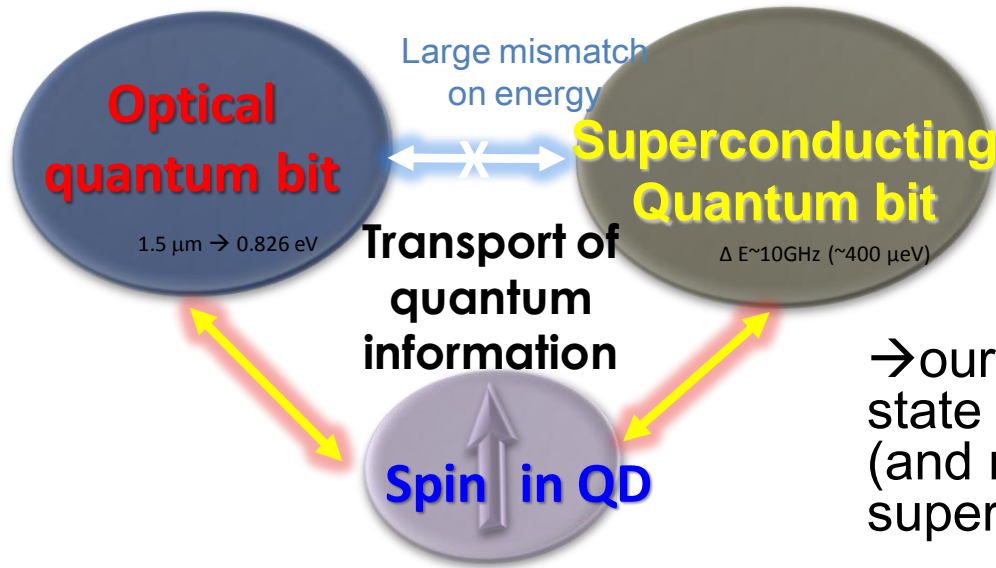 Large mismatch
on energy
Optical
quantum bit
1.5 μm → 0.826 eV
X
Superconducting
Quantum bit
Δ E~10GHz (~400 μeV)
Transport of
quantum
information
Spin in QD
→our
state
(and
super